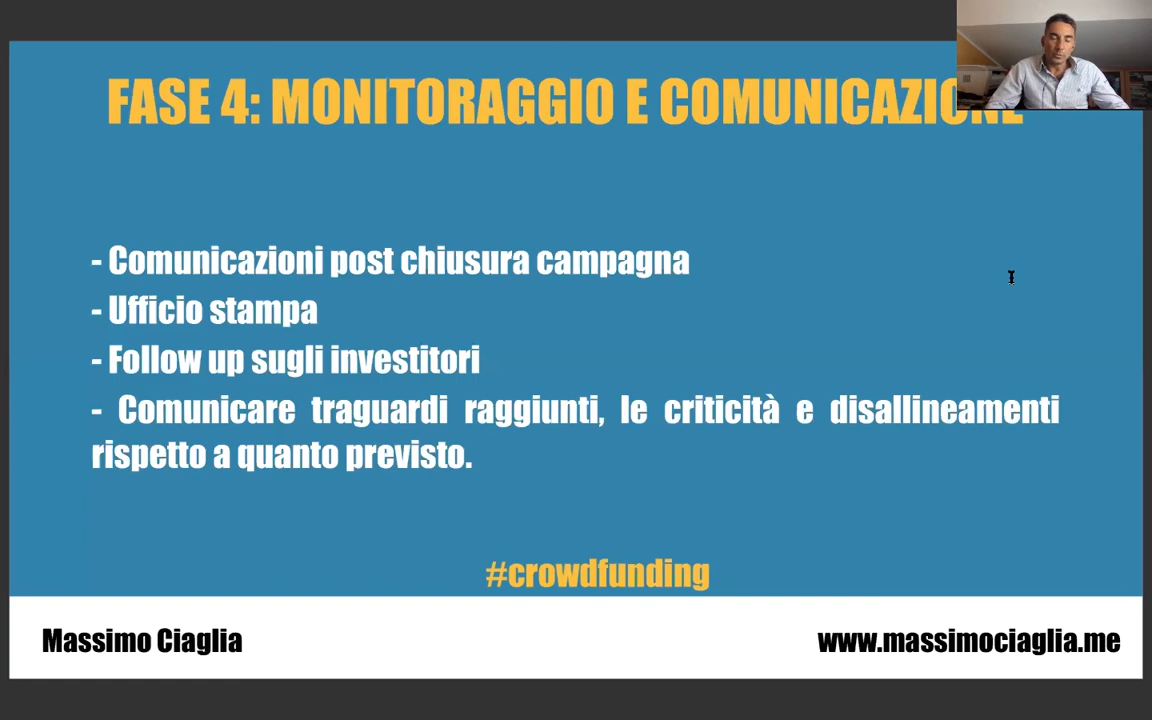 FASE 4: MONITORAGGIO E COMUNICAZIONE
- Comunicazioni post chiusura campagna
- Ufficio stampa
- Follow up sugli investitori
- Comunicare traguardi raggiunti, le criticità e disallineamenti
rispetto a quanto previsto.
#crowdfunding
Massimo Ciaglia
www.massimociaglia.me